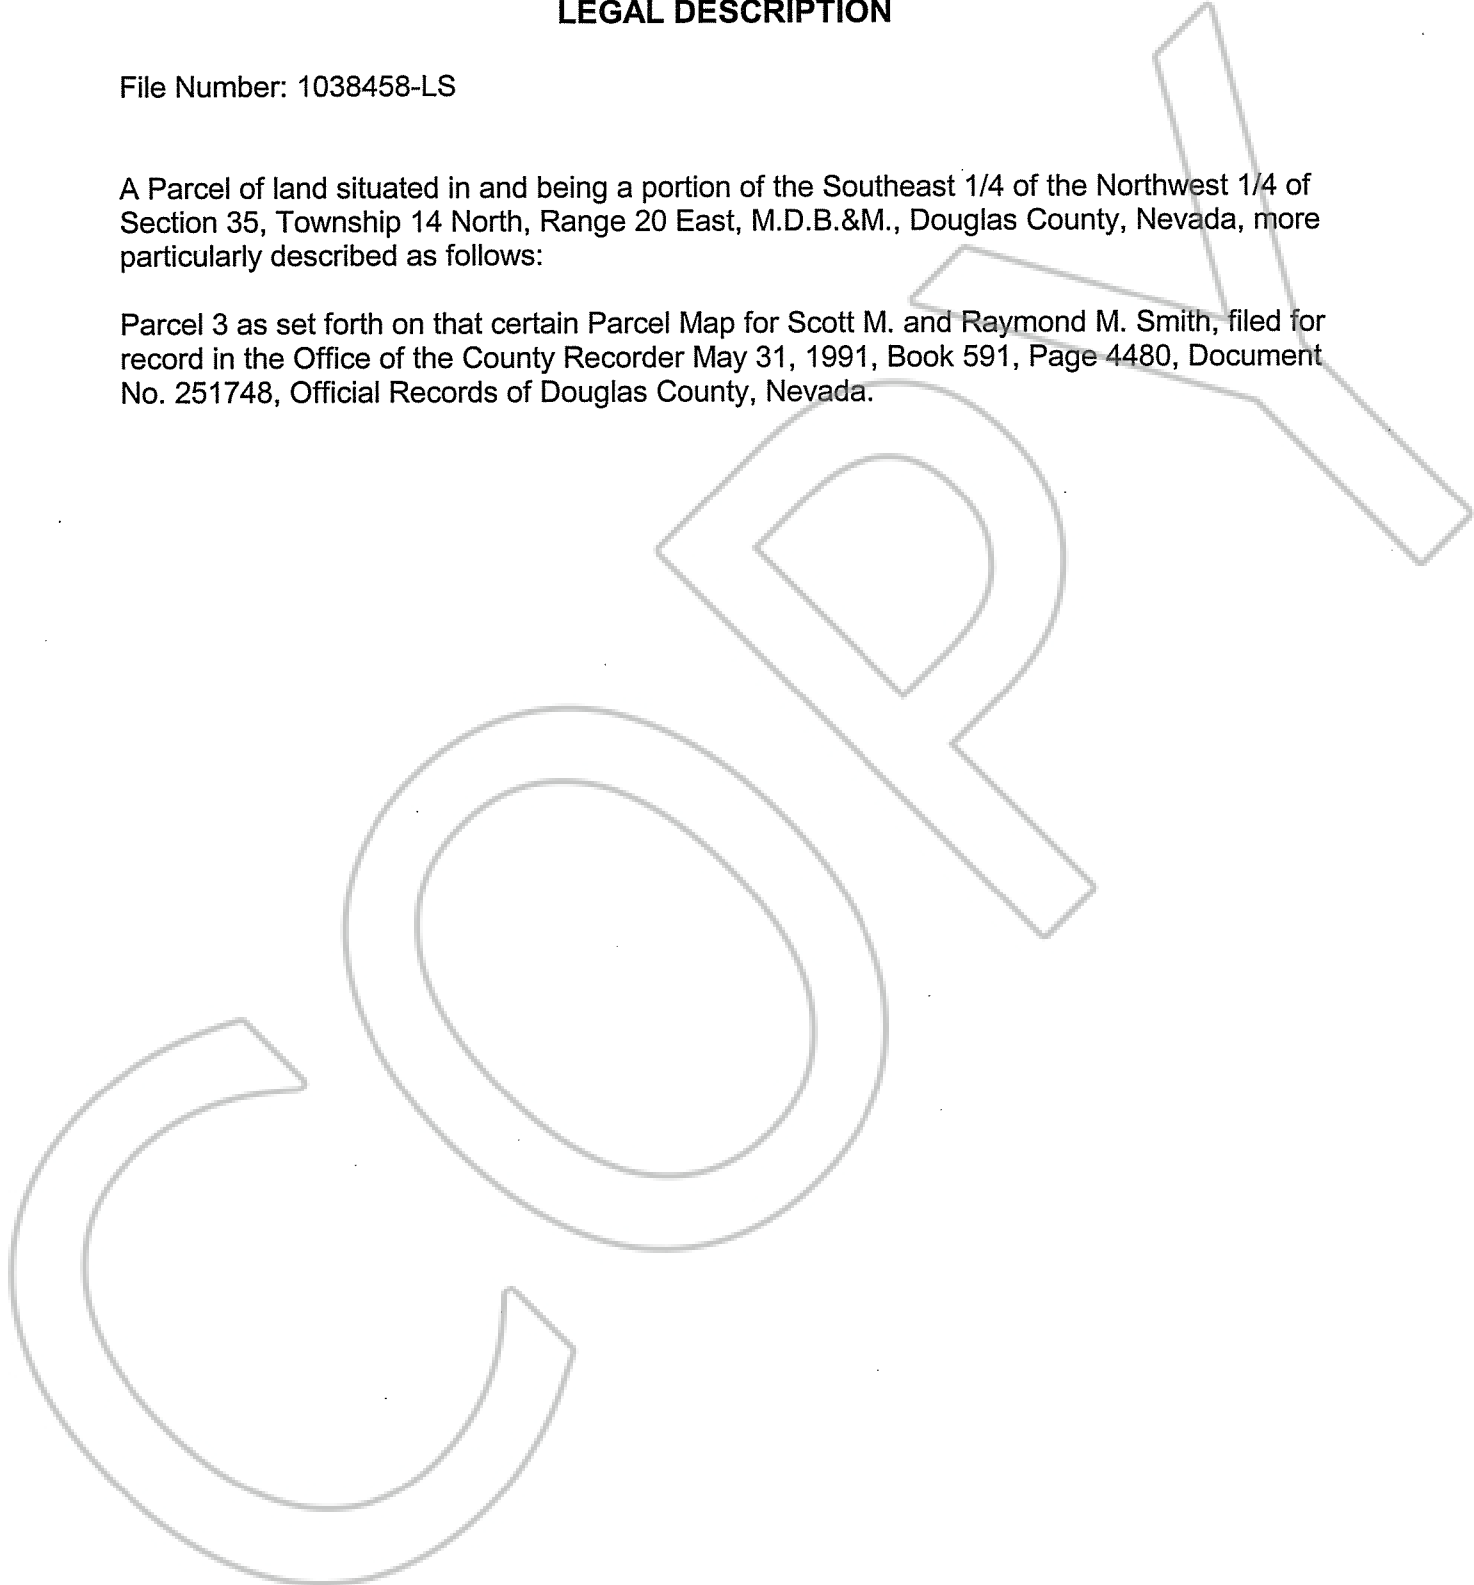 LEGAL DESCRIPTION
File Number: 1038458-LS
A Parcel of land situated in and being a portion of the Southeast 1/4 of the Northwest 1/4 of
Section 35, Township 14 North, Range 20 East, M.D.B.&M., Douglas County, Nevada, more
particularly described as follows:
Parcel 3 as set forth on that certain Parcel Map for Scott M. and Raymond M. Smith, filed for
record in the Office of the County Recorder May 31, 1991, Book 591, Page 4480, Document
No. 251748, Official Records of Douglas County, Nevada.
COPY